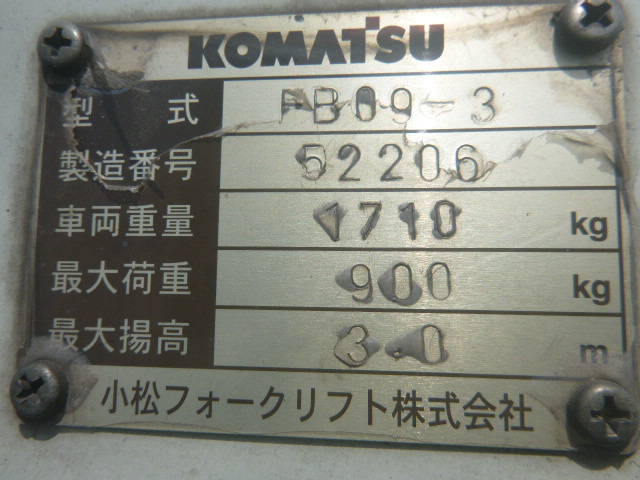 KOMATSU
型 式 FB09-3
製造番号 52206
車両重量 1710 kg
最大荷重 900 kg
最大揚高 3.0 m
小松フォークリフト株式会社